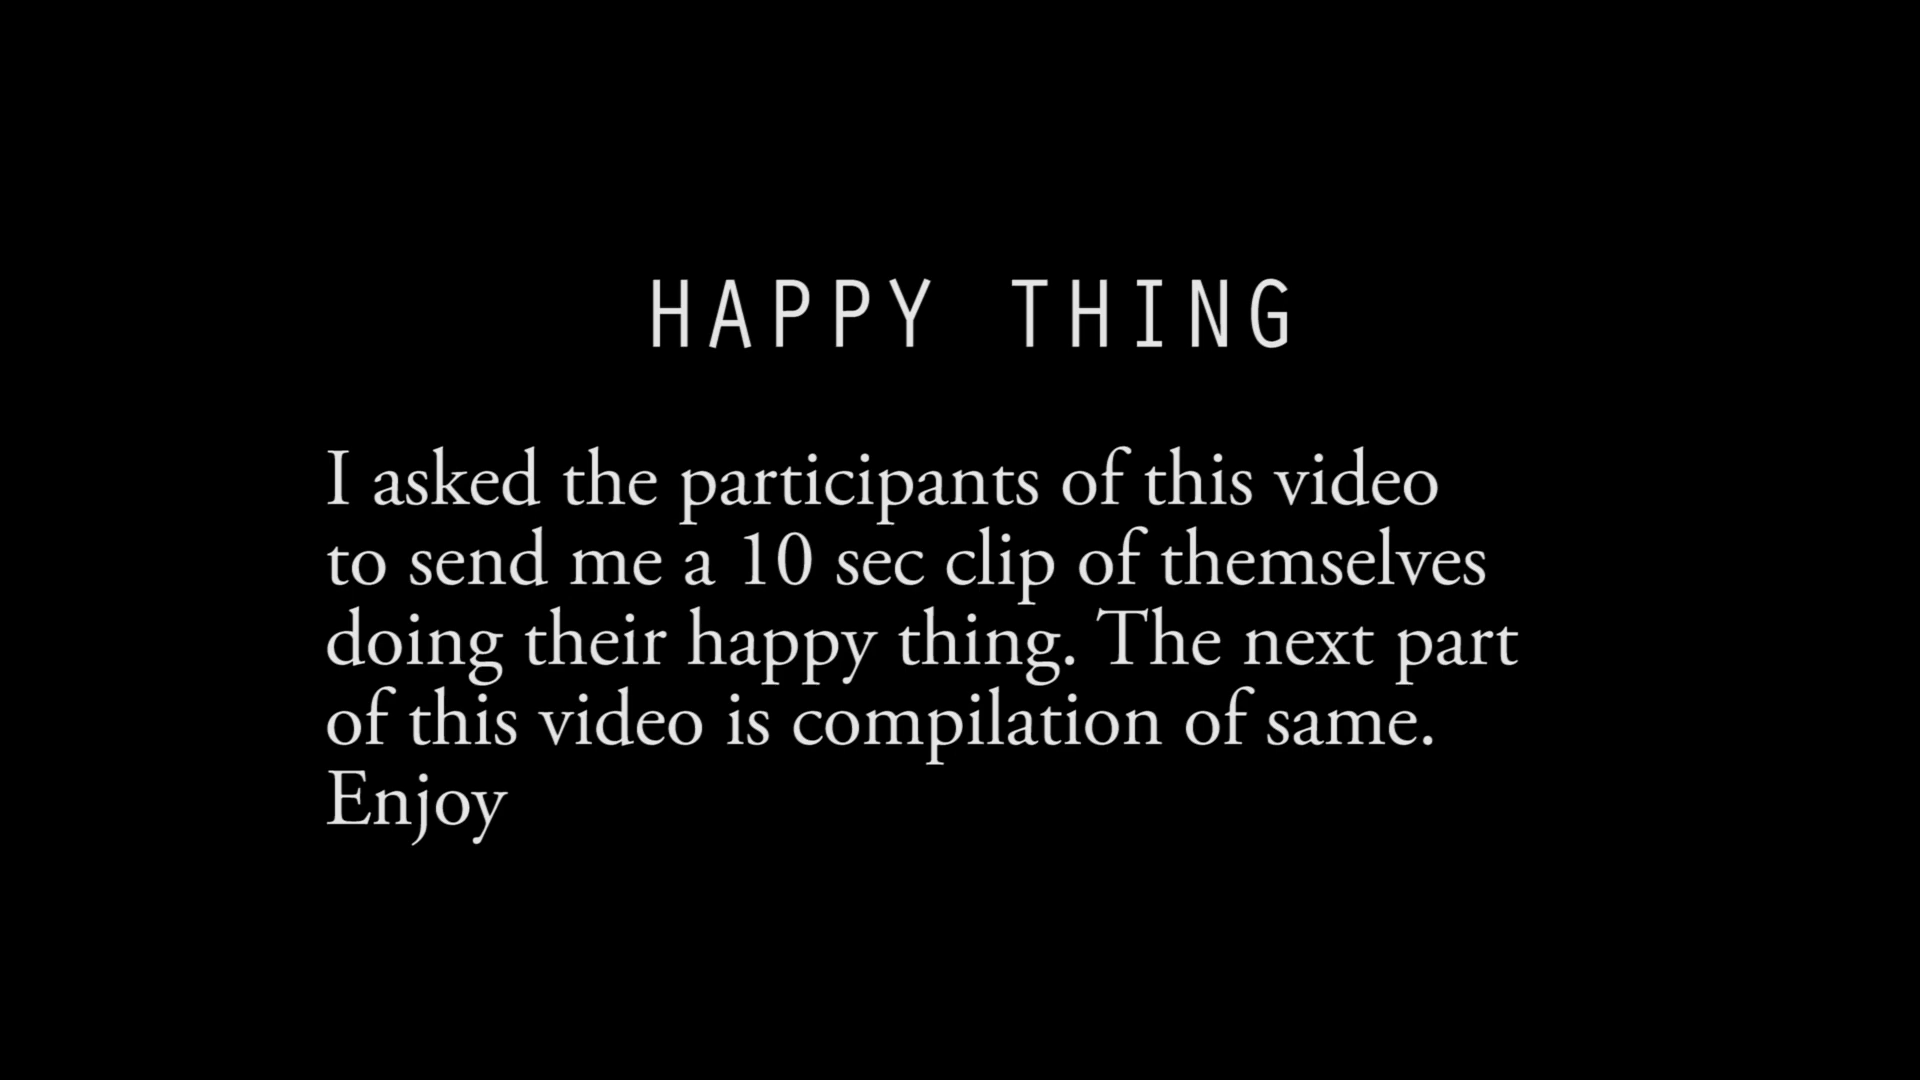 HAPPY THING
I asked the participants of this video
to send me a 10 sec clip of themselves
doing their happy thing. The next part
of this video is compilation of same.
Enjoy